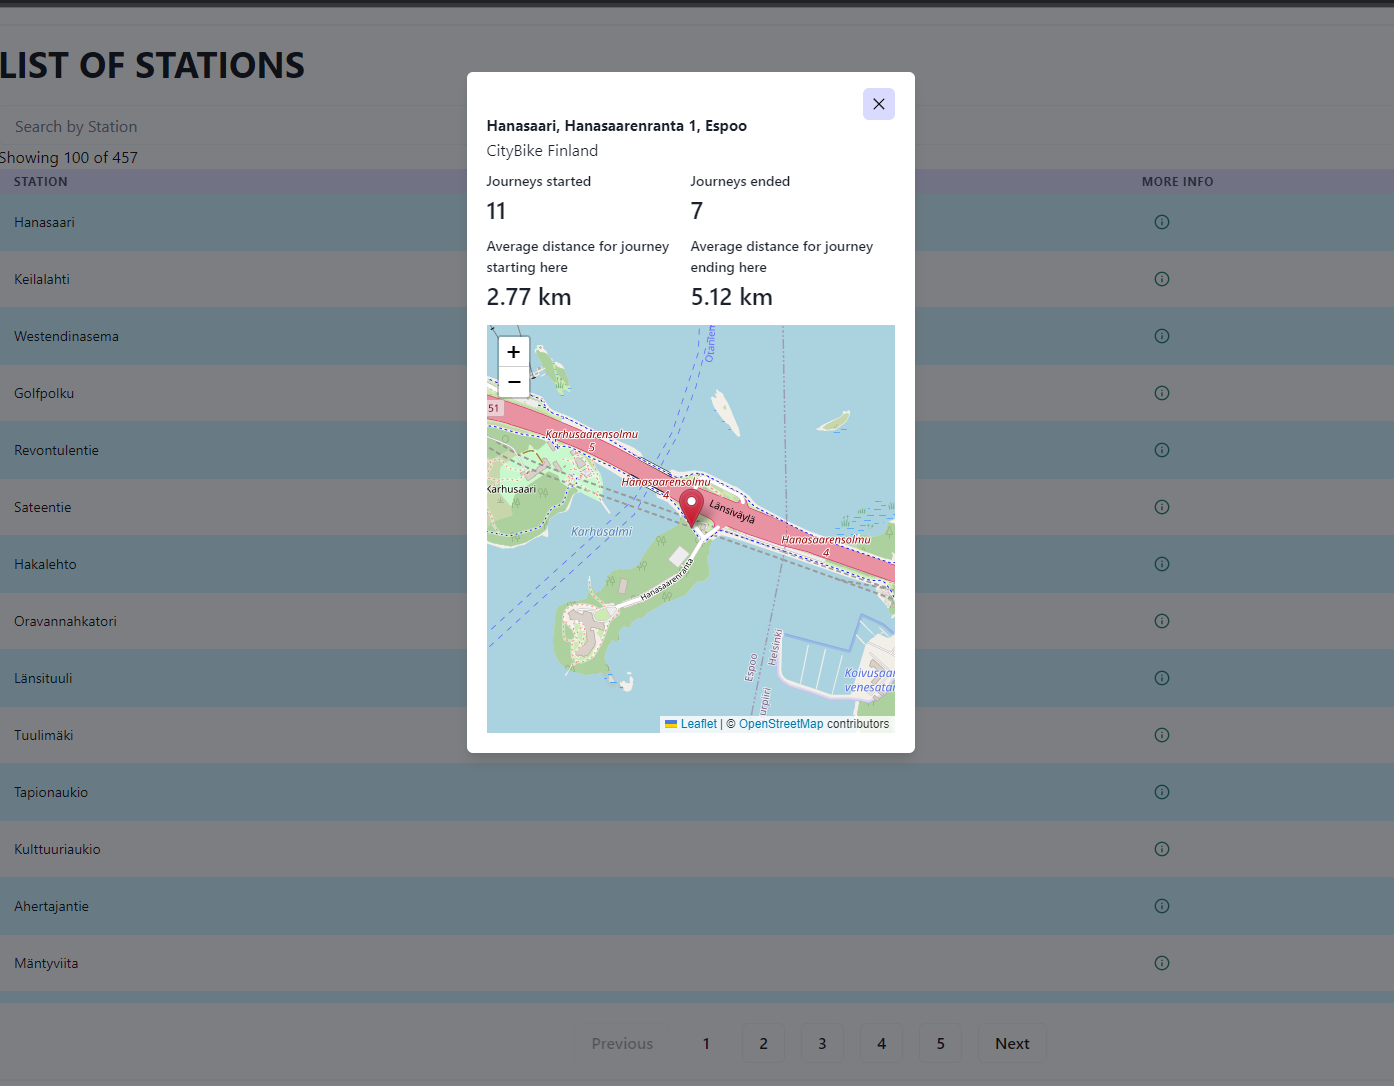 LIST OF STATIONS
Search by Station
Showing 100 of 457
STATION
MORE INFO
Hanasaari
Keilalahti
Westendinasema
Golfpolku
Revontulentie
Sateentie
Hakalehto
Oravannahkatori
Länsituuli
Tuulimäki
Tapionaukio
Kulttuuriaukio
Ahertajantie
Mäntyviita
Hanasaari, Hanasaarenranta 1, Espoo
CityBike Finland
Journeys started
11
Journeys ended
7
Average distance for journey
starting here
2.77 km
Average distance for journey
ending here
5.12 km
+
−
51
Karhusaarensolmu
5
Hanasaarensolmu
4
Länsiväylä
Hanasaarensolmu
4
Karhusaari
Karhusalmi
Hanasaarenranta
Espoo
Helsinki
Leaflet | © OpenStreetMap contributors
Previous
1
2
3
4
5
Next